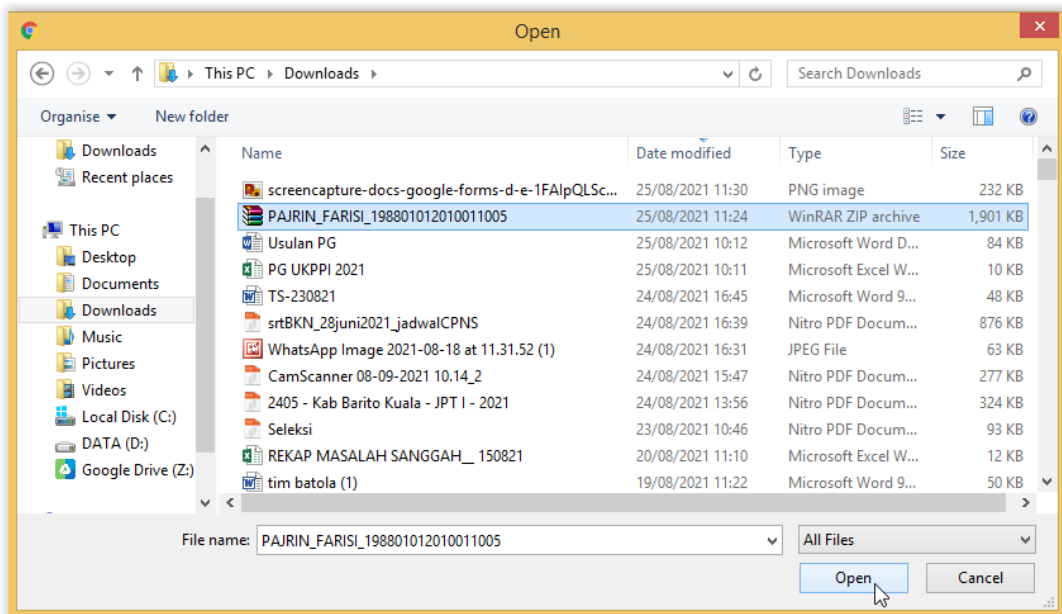 Open
This PC Downloads Search Downloads
Organise New folder
Downloads
Recent places
This PC
Desktop
Documents
Downloads
Music
Pictures
Videos
Local Disk (C:)
DATA (D:)
Google Drive (Z:)
Name Date modified Type Size
screencapture-docs-google-forms-d-e-1FAIpQLSc... 25/08/2021 11:30 PNG image 232 KB
PAJRIN_FARISI_198801012010011005 25/08/2021 11:24 WinRAR ZIP archive 1,901 KB
Usulan PG 25/08/2021 10:12 Microsoft Word D... 84 KB
PG UKPPI 2021 25/08/2021 10:11 Microsoft Excel W... 10 KB
TS-230821 24/08/2021 16:45 Microsoft Word 9... 48 KB
srtBKN_28juni2021_jadwalCPNS 24/08/2021 16:39 Nitro PDF Docum... 876 KB
WhatsApp Image 2021-08-18 at 11.31.52 (1) 24/08/2021 16:31 JPEG File 63 KB
CamScanner 08-09-2021 10.14_2 24/08/2021 15:47 Nitro PDF Docum... 277 KB
2405 - Kab Barito Kuala - JPT I - 2021 24/08/2021 13:56 Nitro PDF Docum... 324 KB
Seleksi 23/08/2021 10:46 Nitro PDF Docum... 93 KB
REKAP MASALAH SANGGAH__ 150821 20/08/2021 11:10 Microsoft Excel W... 12 KB
tim batola (1) 19/08/2021 11:22 Microsoft Word 9... 50 KB
File name: PAJRIN_FARISI_198801012010011005 All Files
Open Cancel